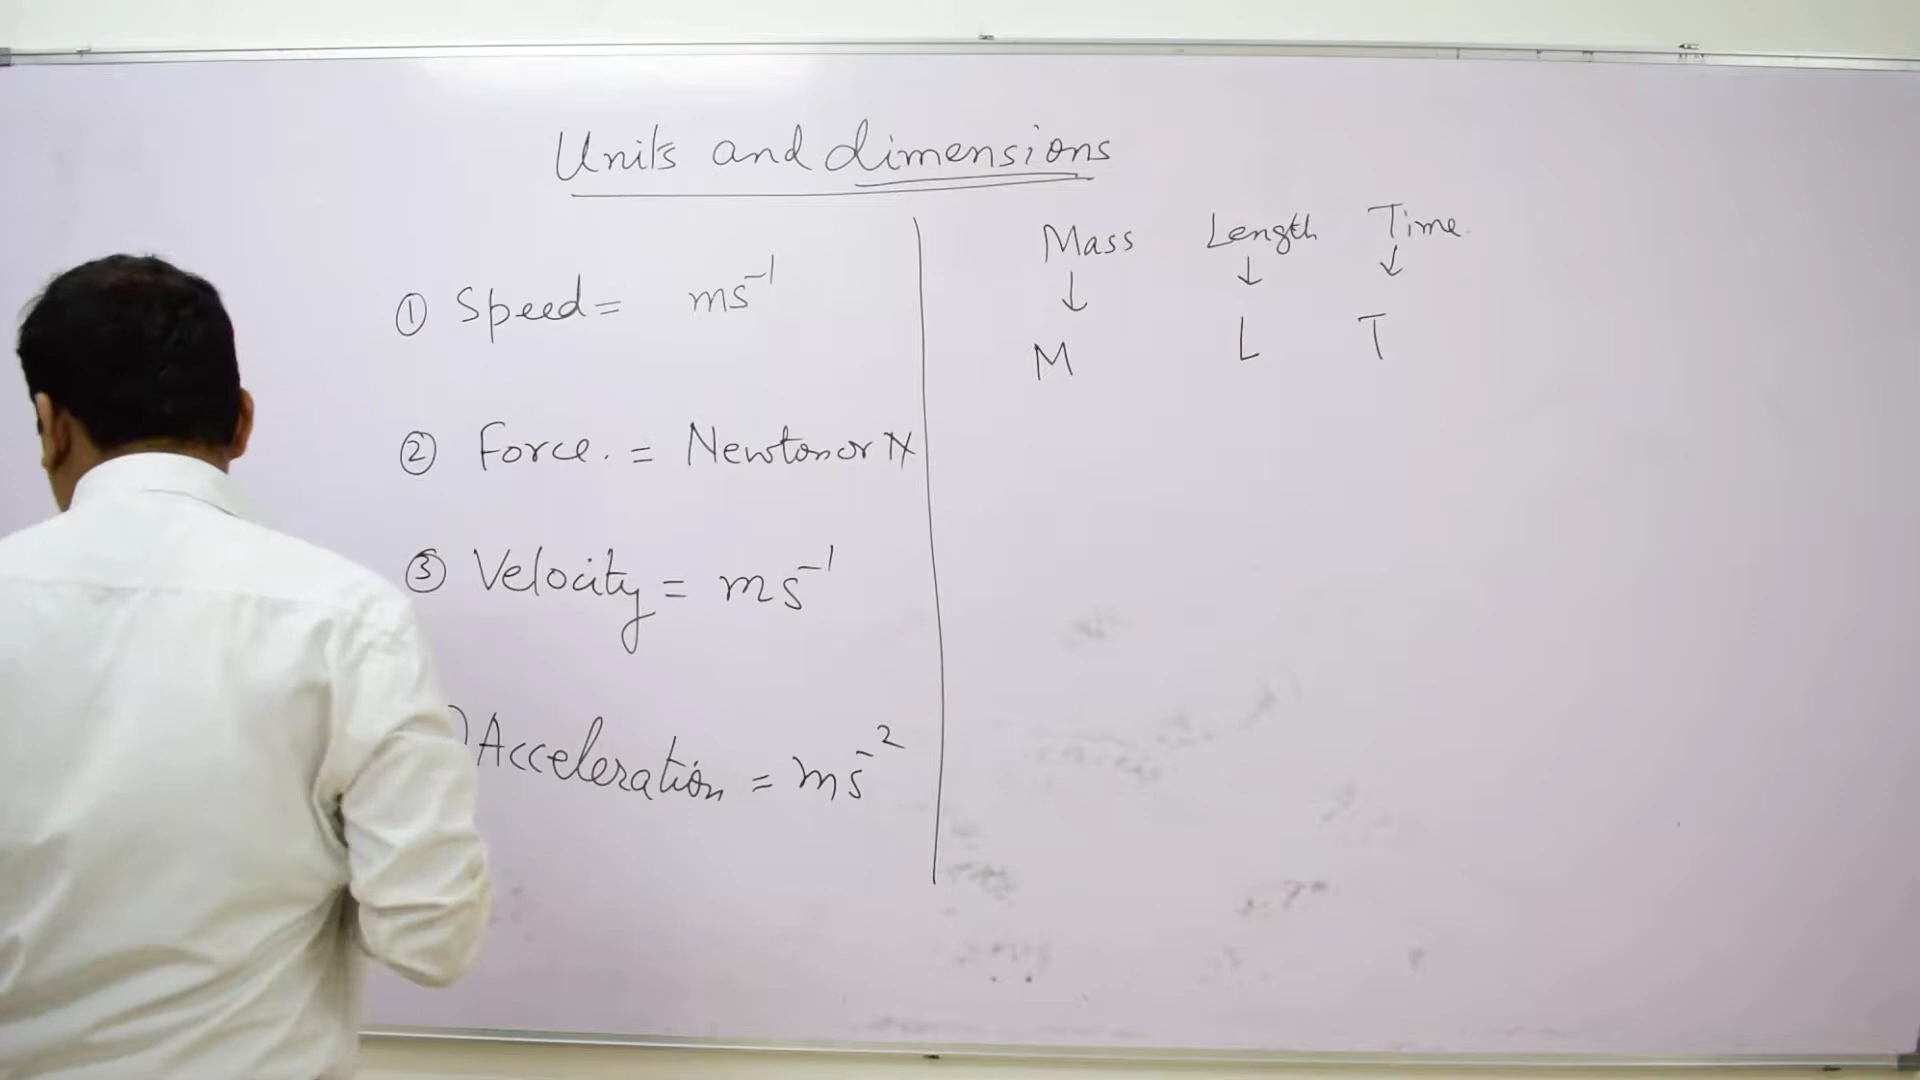 Units and dimensions
① Speed = ms⁻¹
② Force. = Newton or N
③ Velocity = ms⁻¹
) Acceleration = ms⁻²
Mass Length Time
↓ ↓ ↓
M L T